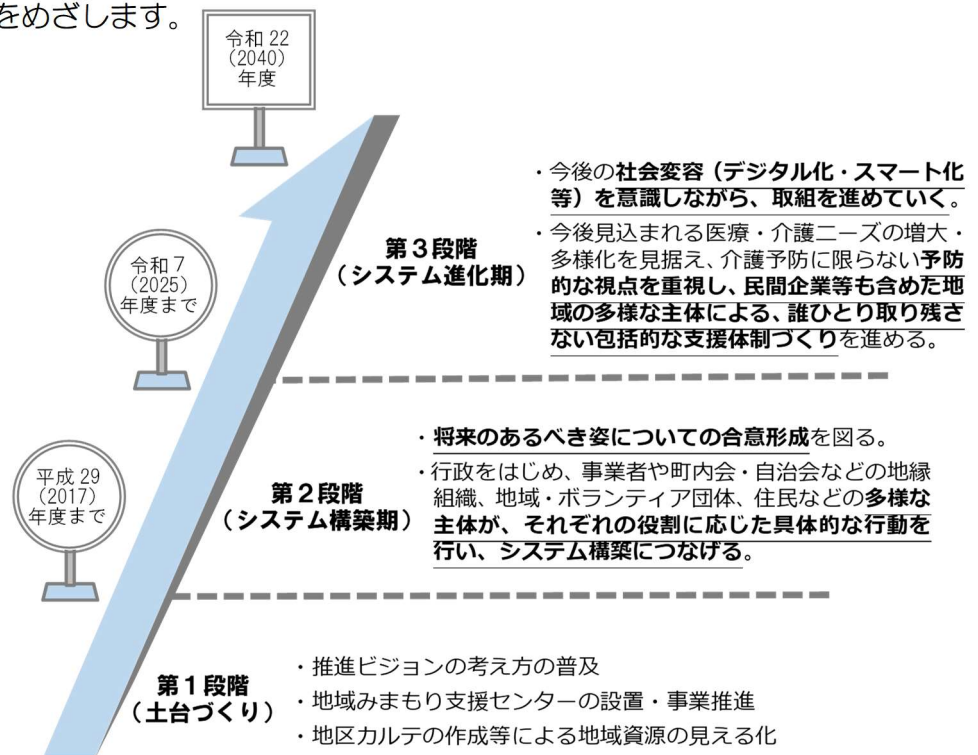 をめざします。
令和 22
（2040）
年度
・今後の社会変容（デジタル化・スマート化
等）を意識しながら、取組を進めていく。
・今後見込まれる医療・介護ニーズの増大・
多様化を見据え、介護予防に限らない予防
的な視点を重視し、民間企業等も含めた地
域の多様な主体による、誰ひとり取り残さ
ない包括的な支援体制づくりを進める。
第３段階
（システム進化期）
令和 7
（2025）
年度まで
・将来のあるべき姿についての合意形成を図る。
・行政をはじめ、事業者や町内会・自治会などの地縁
組織、地域・ボランティア団体、住民などの多様な
主体が、それぞれの役割に応じた具体的な行動を
行い、システム構築につなげる。
第２段階
（システム構築期）
平成 29
（2017）
年度まで
第１段階
（土台づくり）
・推進ビジョンの考え方の普及
・地域みまもり支援センターの設置・事業推進
・地区カルテの作成等による地域資源の見える化